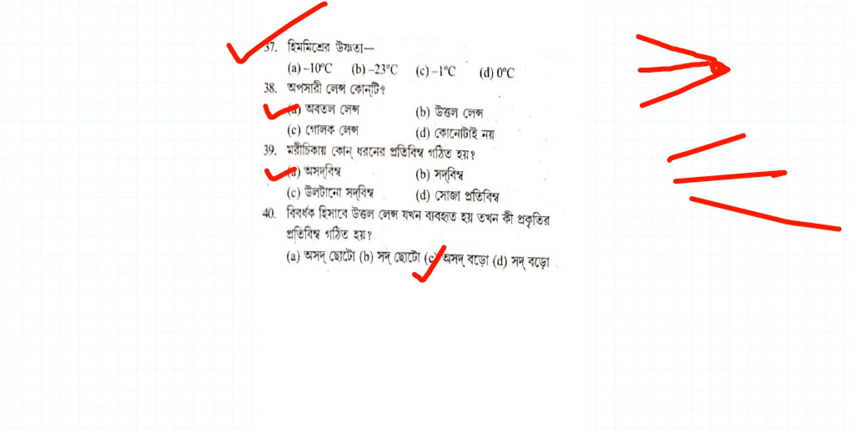 37. হিমমিশ্রের উষ্ণতা—
(a) –10°C (b) –23°C (c) –1°C (d) 0°C
38. অপসারী লেন্স কোন্‌টি?
(a) অবতল লেন্স (b) উত্তল লেন্স
(c) গোলক লেন্স (d) কোনোটাই নয়
39. মরীচিকায় কোন্ ধরনের প্রতিবিম্ব গঠিত হয়?
(a) অসদ্‌বিম্ব (b) সদ্‌বিম্ব
(c) উলটানো সদ্‌বিম্ব (d) সোজা প্রতিবিম্ব
40. বিবর্ধক হিসাবে উত্তল লেন্স যখন ব্যবহৃত হয় তখন কী প্রকৃতির
প্রতিবিম্ব গঠিত হয়?
(a) অসদ্ ছোটো (b) সদ্ ছোটো (c) অসদ্ বড়ো (d) সদ্ বড়ো